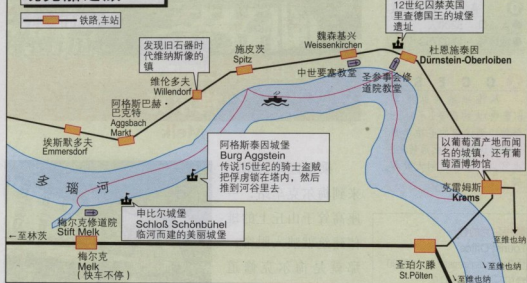 铁路,车站
12世纪囚禁英国
里查德国王的城堡
遗址
发现旧石器时
代维纳斯像的
镇
施皮茨
Spitz
魏森基兴
Weissenkirchen
杜恩施泰因
Dürnstein-Oberloiben
中世要塞教堂
圣参事会修
道院教堂
维伦多夫
Willendorf
阿格斯巴赫·
巴克特
Aggsbach
Markt
埃斯默多夫
Emmersdorf
阿格斯泰因城堡
Burg Aggstein
传说15世纪的骑士盗贼
把俘虏锁在塔内,然后
推到河谷里去
以葡萄酒产地而闻
名的城镇,还有葡
萄酒博物馆
多瑙河
克雷姆斯
Krems
梅尔克修道院
Stift Melk
申比尔城堡
Schloß Schönbühel
临河而建的美丽城堡
←至林茨
梅尔克
Melk
(快车不停)
圣珀尔滕
St.Pölten
至维也纳
至维也纳
至维也纳